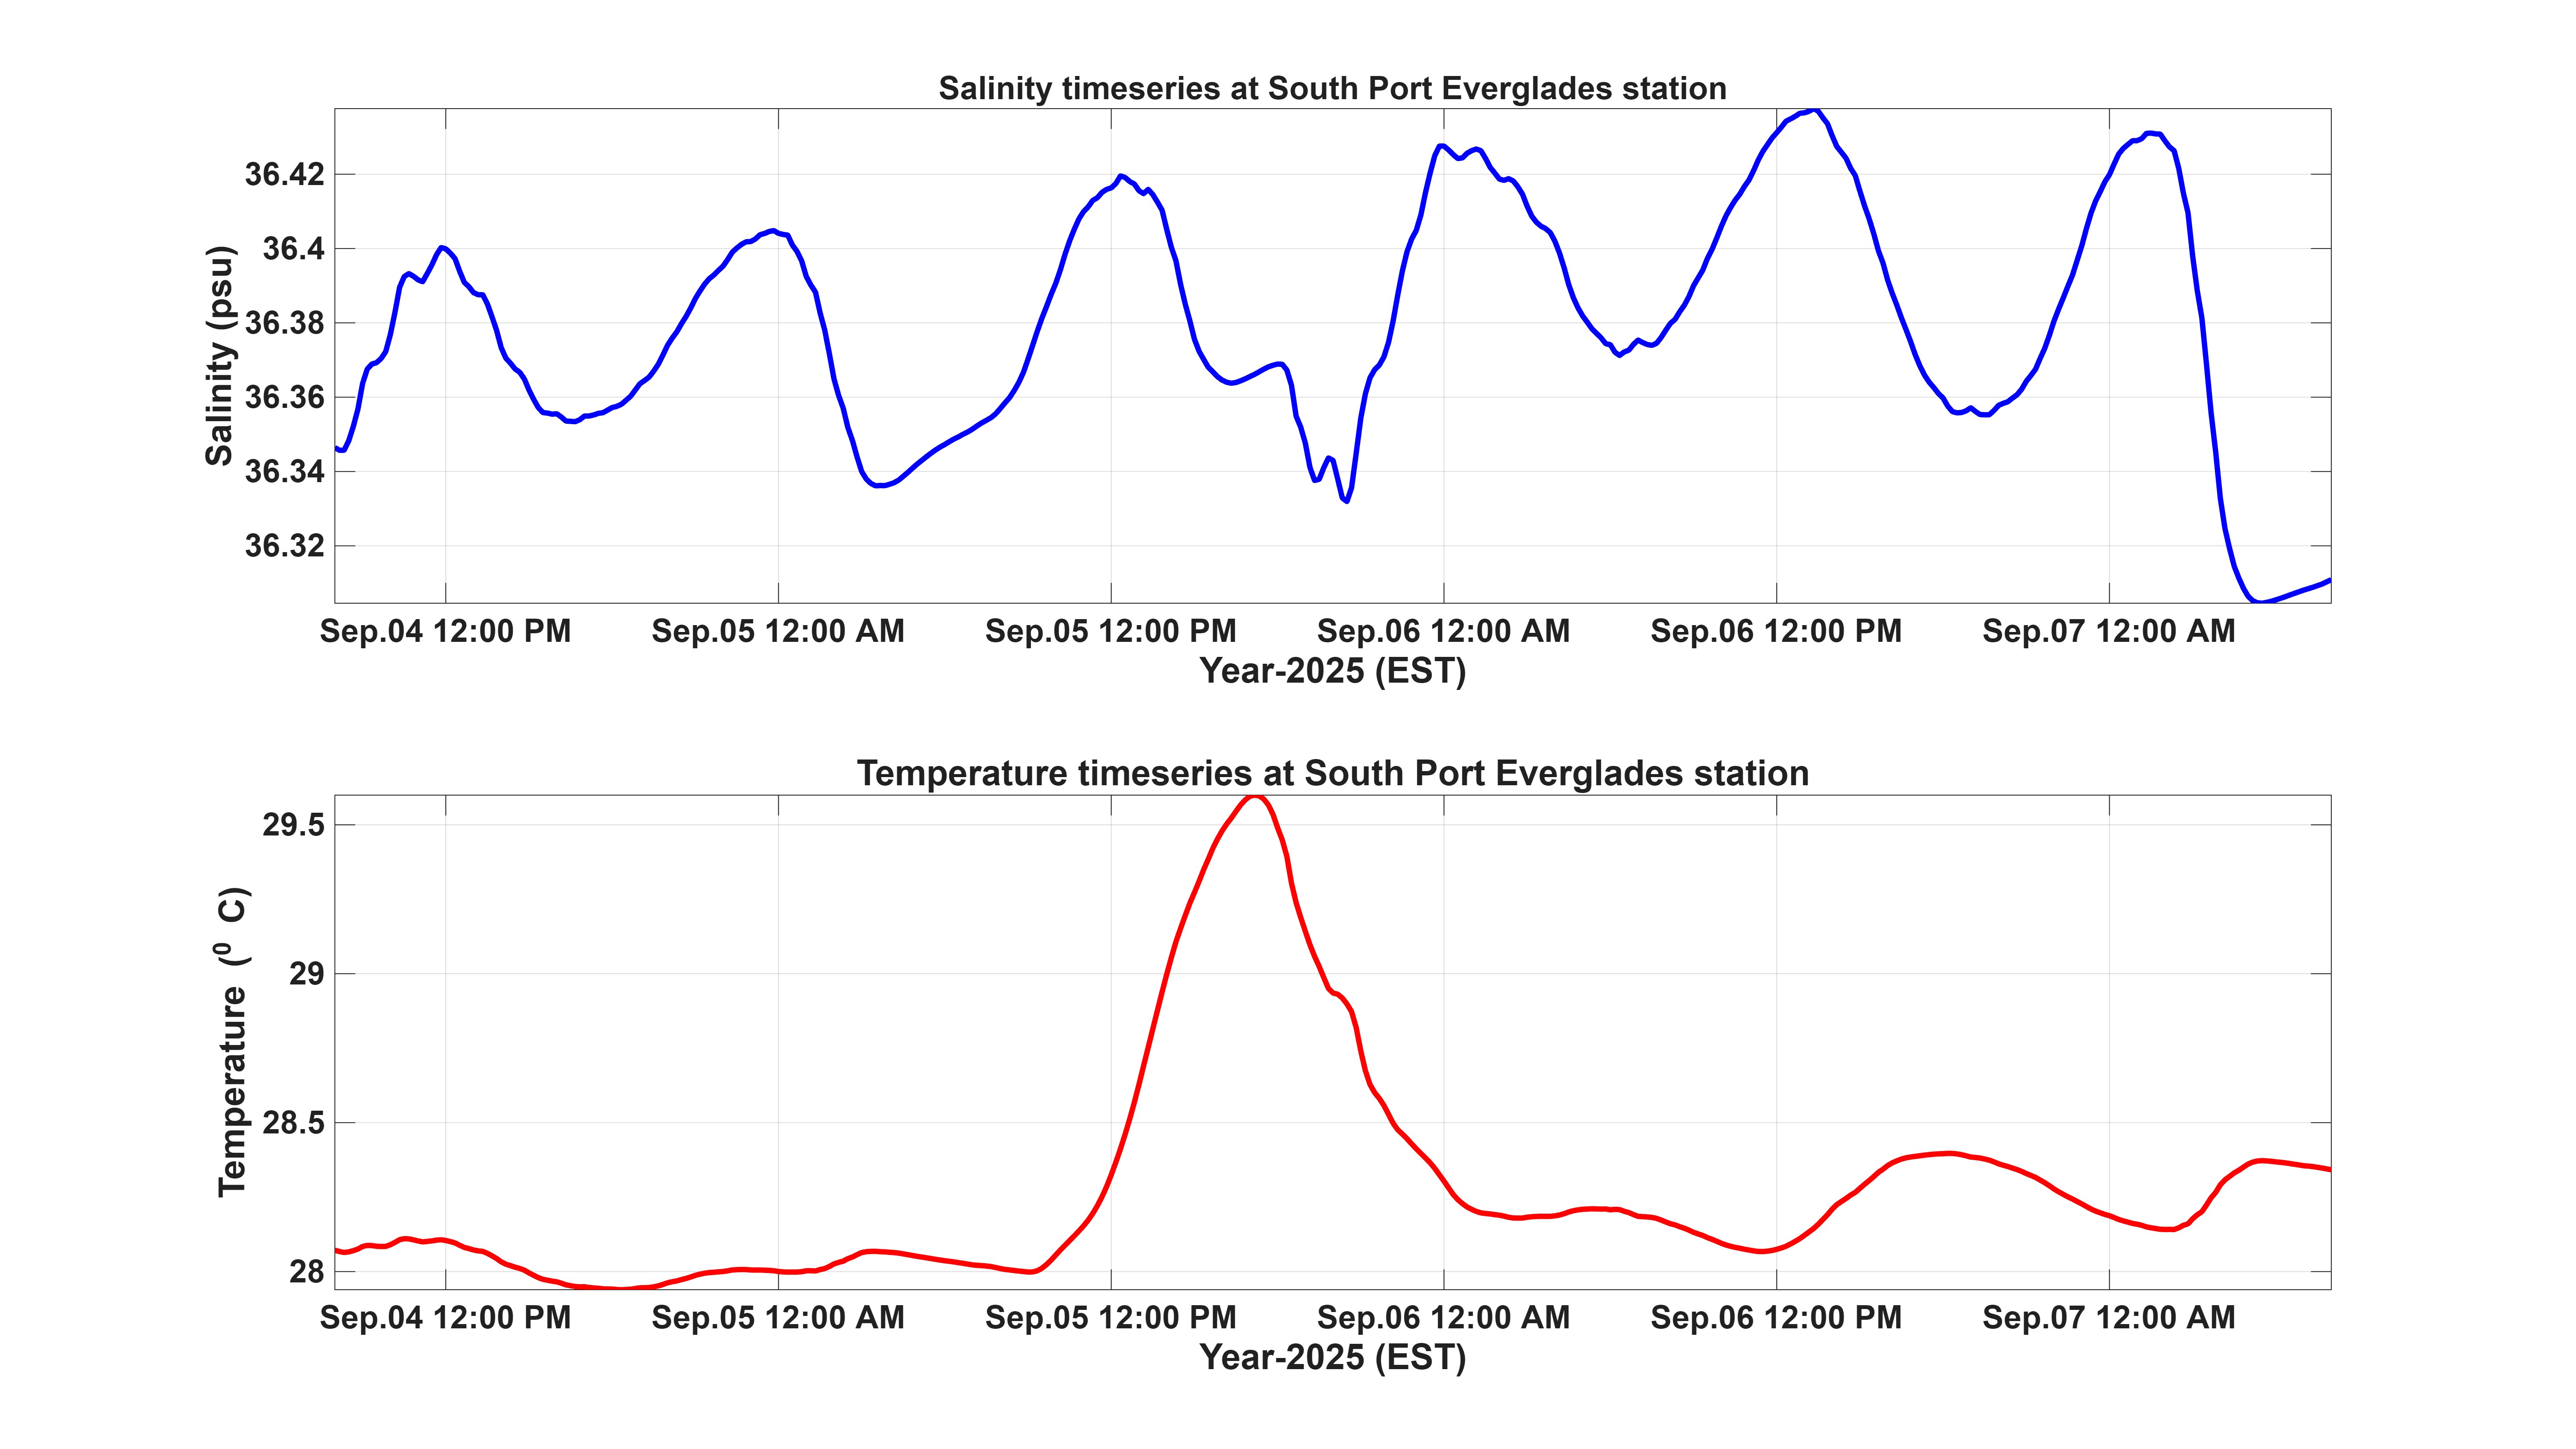 Salinity timeseries at South Port Everglades station
Salinity (psu)
36.42
36.4
36.38
36.36
36.34
36.32
Sep.04 12:00 PM Sep.05 12:00 AM Sep.05 12:00 PM Sep.06 12:00 AM Sep.06 12:00 PM Sep.07 12:00 AM
Year-2025 (EST)
Temperature timeseries at South Port Everglades station
Temperature (⁰ C)
29.5
29
28.5
28
Sep.04 12:00 PM Sep.05 12:00 AM Sep.05 12:00 PM Sep.06 12:00 AM Sep.06 12:00 PM Sep.07 12:00 AM
Year-2025 (EST)